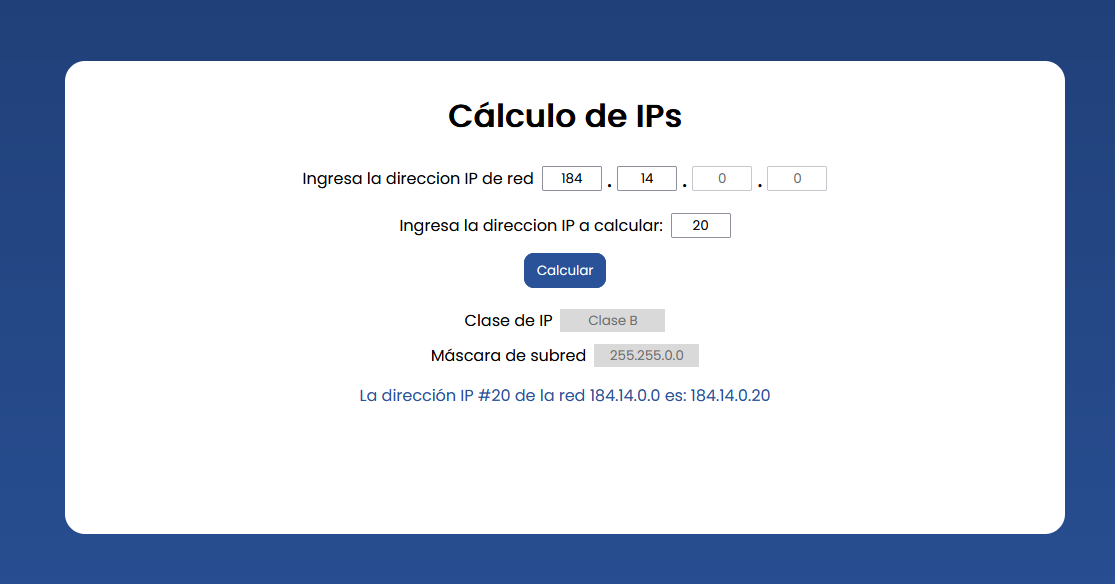 Cálculo de IPs
Ingresa la direccion IP de red 184 . 14 . 0 . 0
Ingresa la direccion IP a calcular: 20
Calcular
Clase de IP Clase B
Máscara de subred 255.255.0.0
La dirección IP #20 de la red 184.14.0.0 es: 184.14.0.20